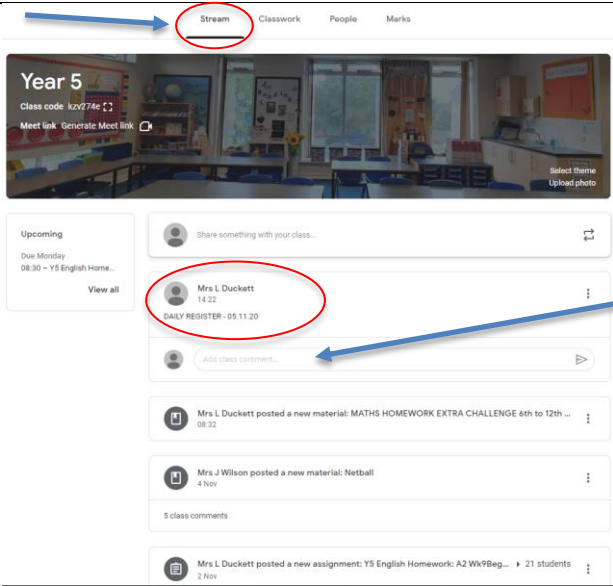 Stream Classwork People Marks
Year 5
Class code kzv274e
Meet link Generate Meet link
Select theme
Upload photo
Upcoming
Due Monday
08:30 – Y5 English Home...
View all
Share something with your class...
Mrs L Duckett
14:22
DAILY REGISTER - 05.11.20
Add class comment...
Mrs L Duckett posted a new material: MATHS HOMEWORK EXTRA CHALLENGE 6th to 12th ...
08:32
Mrs J Wilson posted a new material: Netball
4 Nov
5 class comments
Mrs L Duckett posted a new assignment: Y5 English Homework: A2 Wk9Beg... 21 students
2 Nov